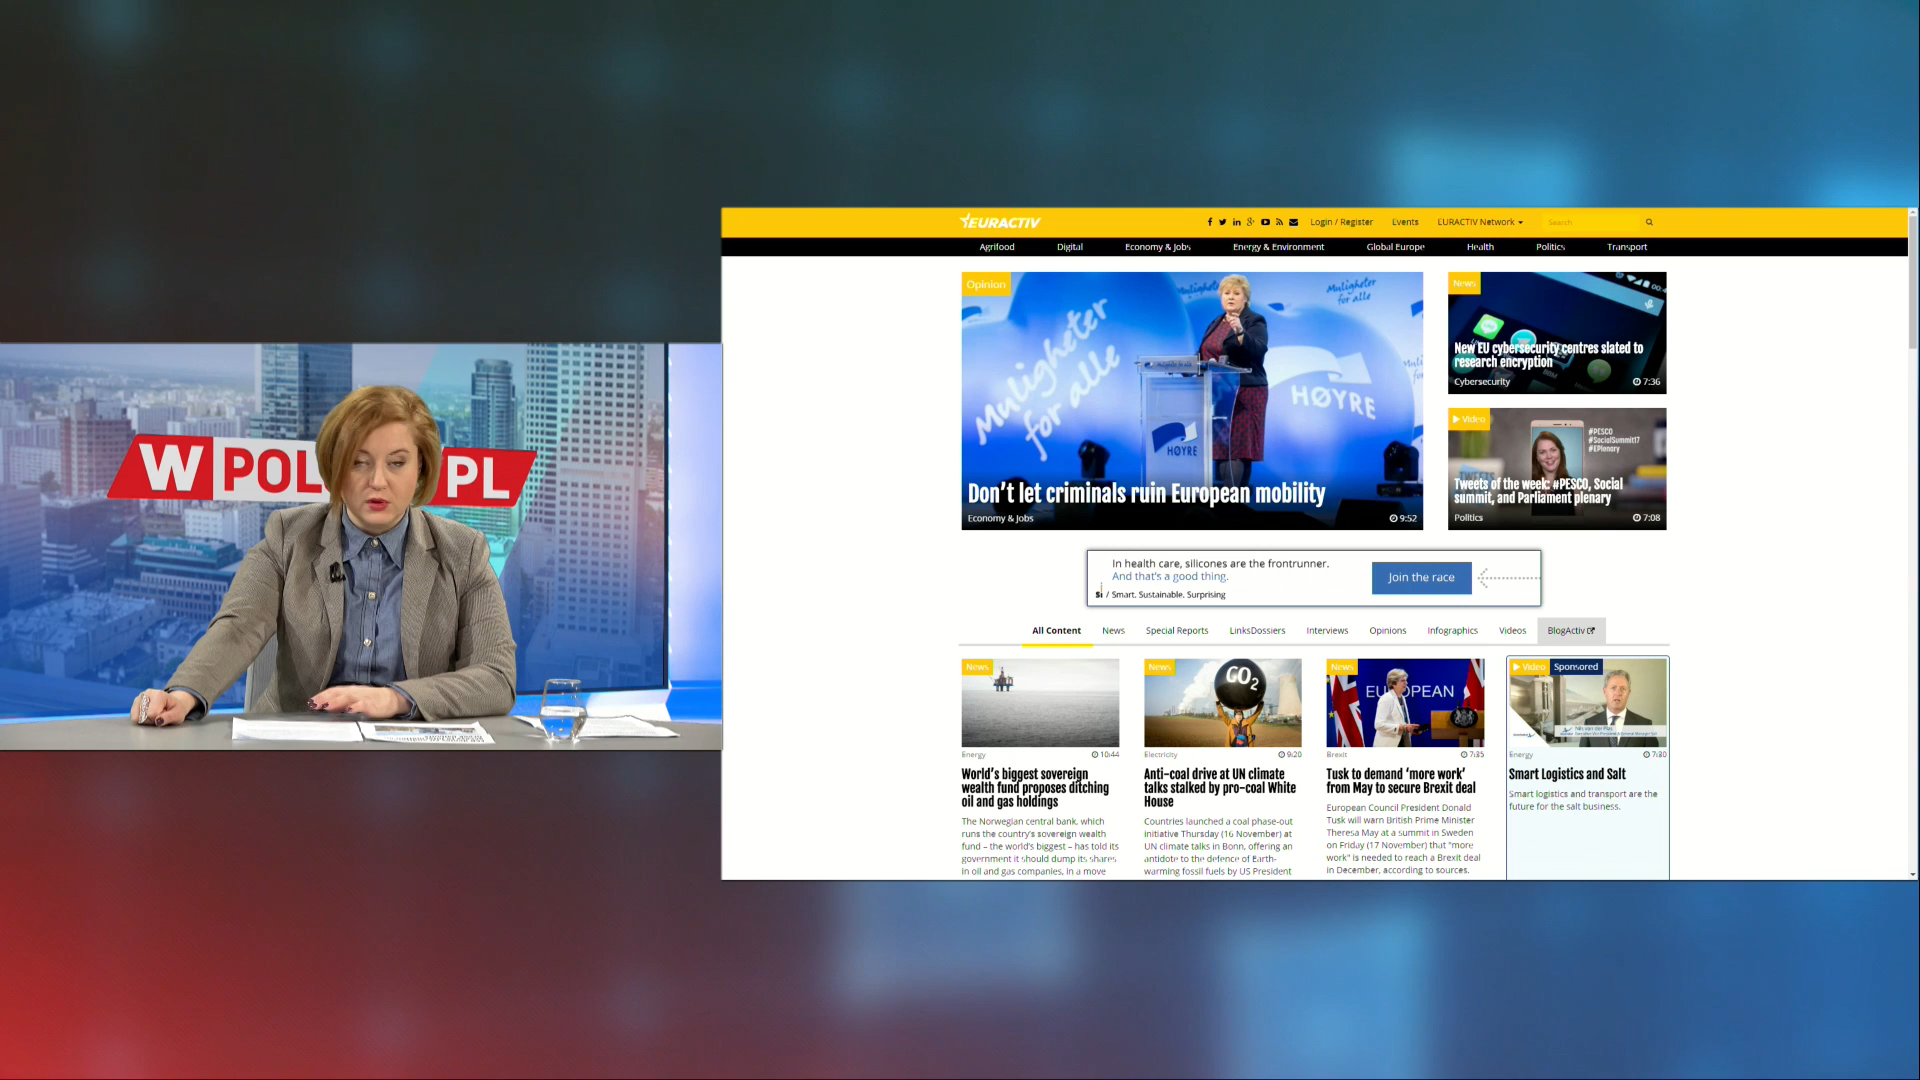 WPOL
PL
EURACTIV
Login / Register
Events
EURACTIV Network
Search
Agrifood
Digital
Economy & Jobs
Energy & Environment
Global Europe
Health
Politics
Transport
Opinion
Muligheter for alle
Muligheter
for alle
HØYRE
HØYRE
Don't let criminals ruin European mobility
Economy & Jobs
9:52
News
New EU cybersecurity centres slated to
research encryption
Cybersecurity
7:36
Video
#PESCO
#SocialSummit17
#EPlenary
TWEETS
Tweets of the week: #PESCO, Social
summit, and Parliament plenary
Politics
7:08
In health care, silicones are the frontrunner.
And that's a good thing.
Si / Smart. Sustainable. Surprising
Join the race
All Content
News
Special Reports
LinksDossiers
Interviews
Opinions
Infographics
Videos
BlogActiv
News
Energy
10:44
World's biggest sovereign
wealth fund proposes ditching
oil and gas holdings
The Norwegian central bank, which
runs the country's sovereign wealth
fund – the world's biggest – has told its
government it should dump its shares
in oil and gas companies, in a move
News
CO2
Electricity
9:20
Anti-coal drive at UN climate
talks stalked by pro-coal White
House
Countries launched a coal phase-out
initiative Thursday (16 November) at
UN climate talks in Bonn, offering an
antidote to the defence of Earth-
warming fossil fuels by US President
News
EUROPEAN
Brexit
7:35
Tusk to demand 'more work'
from May to secure Brexit deal
European Council President Donald
Tusk will warn British Prime Minister
Theresa May at a summit in Sweden
on Friday (17 November) that "more
work" is needed to reach a Brexit deal
in December, according to sources.
Video
Sponsored
Energy
7:30
Smart Logistics and Salt
Smart logistics and transport are the
future for the salt business.